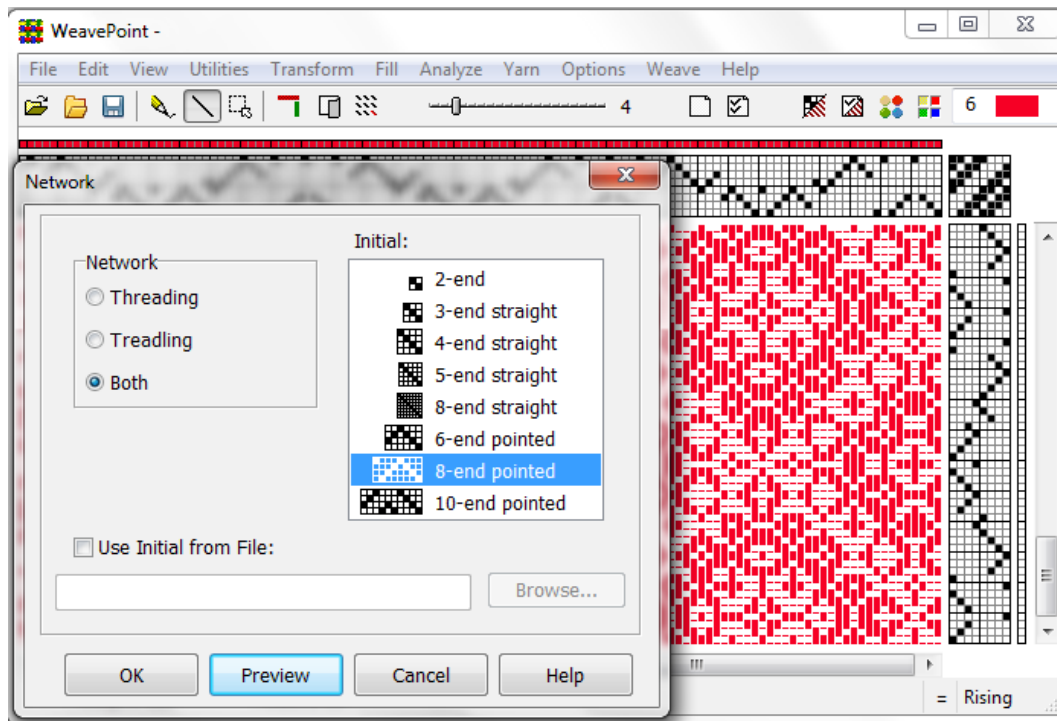 WeavePoint -
File Edit View Utilities Transform Fill Analyze Yarn Options Weave Help
4
6
Network
Initial:
Network
Threading
Treadling
Both
2-end
3-end straight
4-end straight
5-end straight
8-end straight
6-end pointed
8-end pointed
10-end pointed
Use Initial from File:
Browse...
OK Preview Cancel Help
= Rising